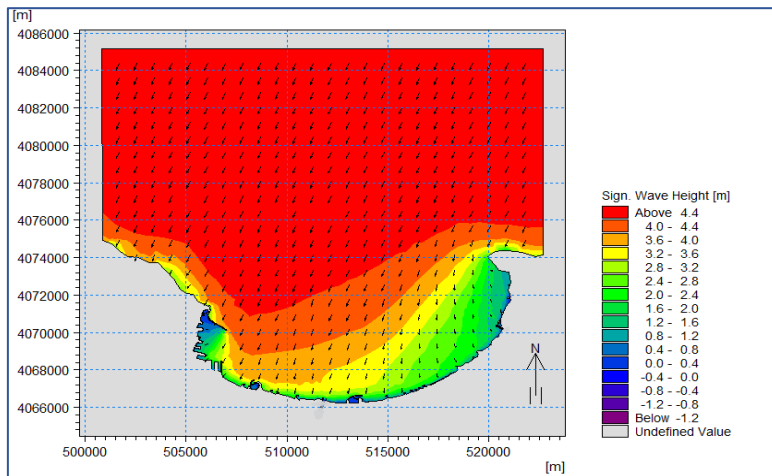 [m]
4086000
4084000
4082000
4080000
4078000
4076000
4074000
4072000
4070000
4068000
4066000
500000 505000 510000 515000 520000
[m]
N
Sign. Wave Height [m]
Above 4.4
4.0 - 4.4
3.6 - 4.0
3.2 - 3.6
2.8 - 3.2
2.4 - 2.8
2.0 - 2.4
1.6 - 2.0
1.2 - 1.6
0.8 - 1.2
0.4 - 0.8
0.0 - 0.4
-0.4 - 0.0
-0.8 - -0.4
-1.2 - -0.8
Below -1.2
Undefined Value